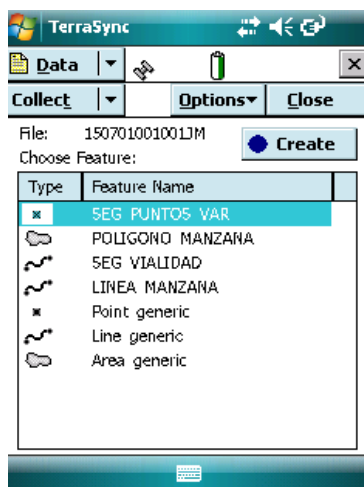 TerraSync
Data
Collect Options Close
File: 150701001001JM
Create
Choose Feature:
Type Feature Name
SEG PUNTOS VAR
POLIGONO MANZANA
SEG VIALIDAD
LINEA MANZANA
Point generic
Line generic
Area generic